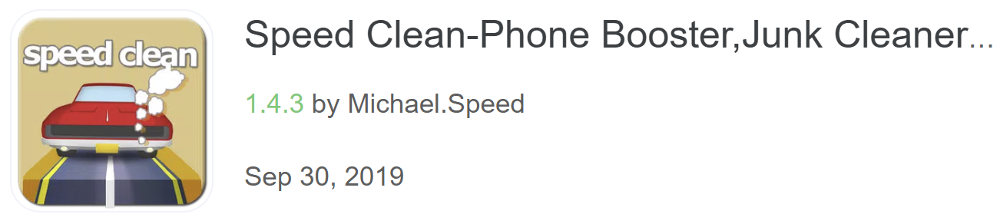 speed clean
Speed Clean-Phone Booster,Junk Cleaner...
1.4.3 by Michael.Speed
Sep 30, 2019